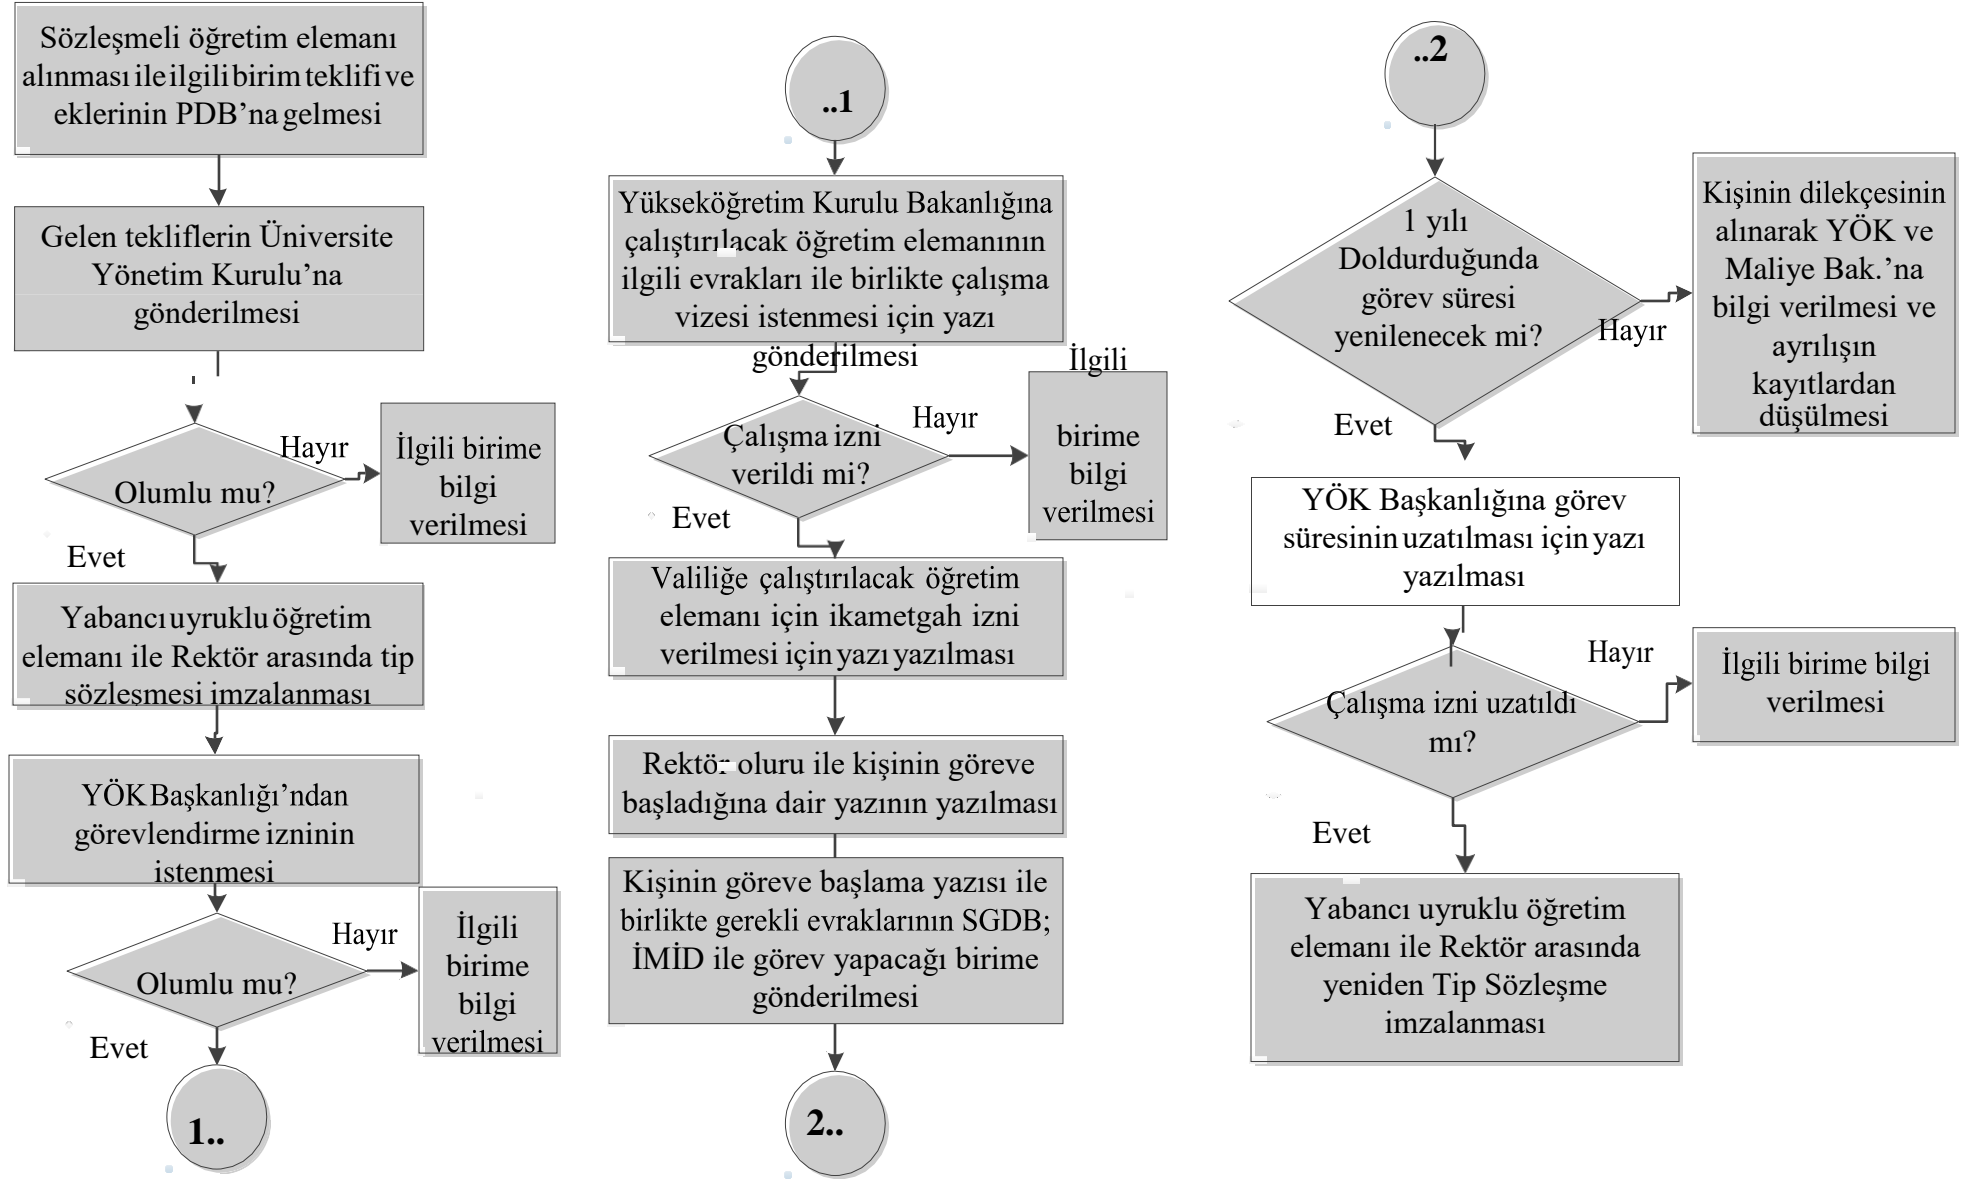 Sözleşmeli öğretim elemanı
alınması ile ilgili birim teklifi ve
eklerinin PDB’na gelmesi
Gelen tekliflerin Üniversite
Yönetim Kurulu’na
gönderilmesi
Hayır
Olumlu mu?
İlgili birime
bilgi
verilmesi
Evet
Yabancı uyruklu öğretim
elemanı ile Rektör arasında tip
sözleşmesi imzalanması
YÖK Başkanlığı’ndan
görevlendirme izninin
istenmesi
Hayır
Olumlu mu?
İlgili
birime
bilgi
verilmesi
Evet
1..
..1
Yükseköğretim Kurulu Bakanlığına
çalıştırılacak öğretim elemanının
ilgili evrakları ile birlikte çalışma
vizesi istenmesi için yazı
gönderilmesi
Çalışma izni
verildi mi?
Hayır
İlgili
birime
bilgi
verilmesi
Evet
Valiliğe çalıştırılacak öğretim
elemanı için ikametgah izni
verilmesi için yazı yazılması
Rektör oluru ile kişinin göreve
başladığına dair yazının yazılması
Kişinin göreve başlama yazısı ile
birlikte gerekli evraklarının SGDB;
İMİD ile görev yapacağı birime
gönderilmesi
2..
..2
1 yılı
Doldurduğunda
görev süresi
yenilenecek mi?
Hayır
Kişinin dilekçesinin
alınarak YÖK ve
Maliye Bak.’na
bilgi verilmesi ve
ayrılışın
kayıtlardan
düşülmesi
Evet
YÖK Başkanlığına görev
süresinin uzatılması için yazı
yazılması
Hayır
Çalışma izni uzatıldı
mı?
İlgili birime bilgi
verilmesi
Evet
Yabancı uyruklu öğretim
elemanı ile Rektör arasında
yeniden Tip Sözleşme
imzalanması